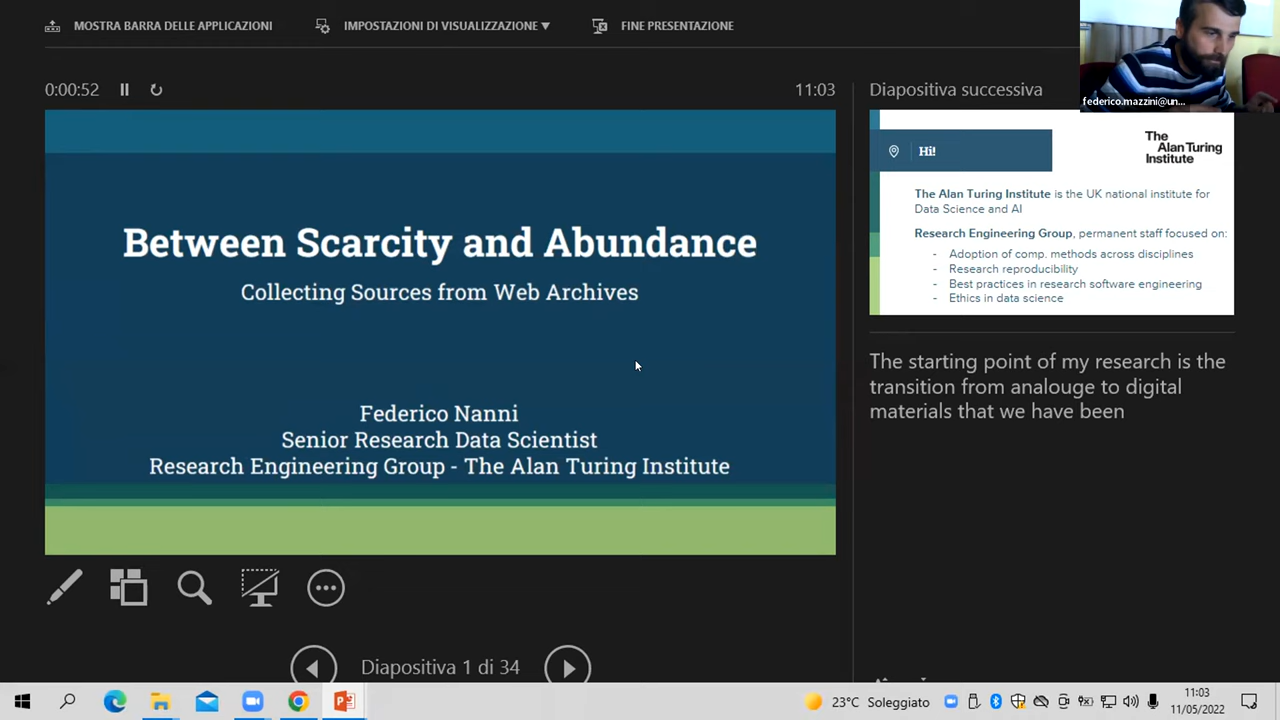 MOSTRA BARRA DELLE APPLICAZIONI
IMPOSTAZIONI DI VISUALIZZAZIONE ▼
FINE PRESENTAZIONE
federico.mazzini@un...
0:00:52
11:03
Between Scarcity and Abundance
Collecting Sources from Web Archives
Federico Nanni
Senior Research Data Scientist
Research Engineering Group - The Alan Turing Institute
Diapositiva 1 di 34
Diapositiva successiva
Hi!
The
Alan Turing
Institute
The Alan Turing Institute is the UK national institute for
Data Science and AI
Research Engineering Group, permanent staff focused on:
- Adoption of comp. methods across disciplines
- Research reproducibility
- Best practices in research software engineering
- Ethics in data science
The starting point of my research is the
transition from analouge to digital
materials that we have been
23°C Soleggiato
11:03
11/05/2022